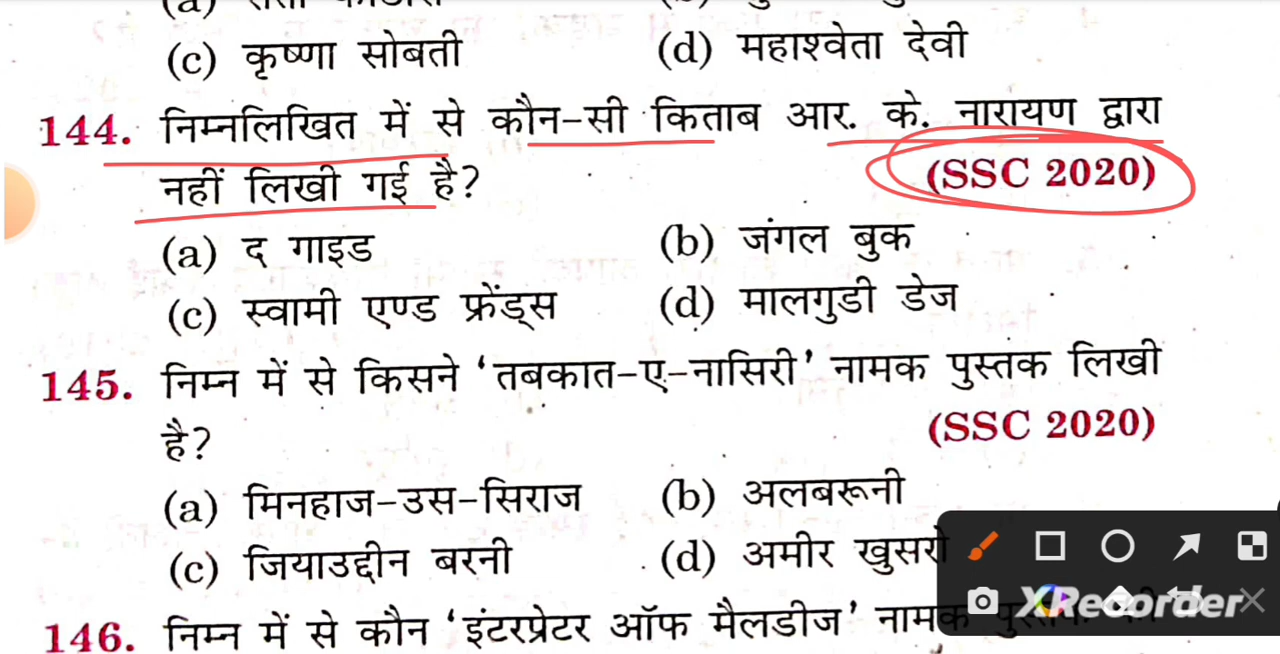 (c) कृष्णा सोबती (d) महाश्वेता देवी
144. निम्नलिखित में से कौन-सी किताब आर. के. नारायण द्वारा
नहीं लिखी गई है? (SSC 2020)
(a) द गाइड (b) जंगल बुक
(c) स्वामी एण्ड फ्रेंड्स (d) मालगुडी डेज
145. निम्न में से किसने 'तबकात-ए-नासिरी' नामक पुस्तक लिखी
है? (SSC 2020)
(a) मिनहाज-उस-सिराज (b) अलबरूनी
(c) जियाउद्दीन बरनी (d) अमीर खुसरो
146. निम्न में से कौन 'इंटरप्रेटर ऑफ मैलडीज' नामक
XRecorder